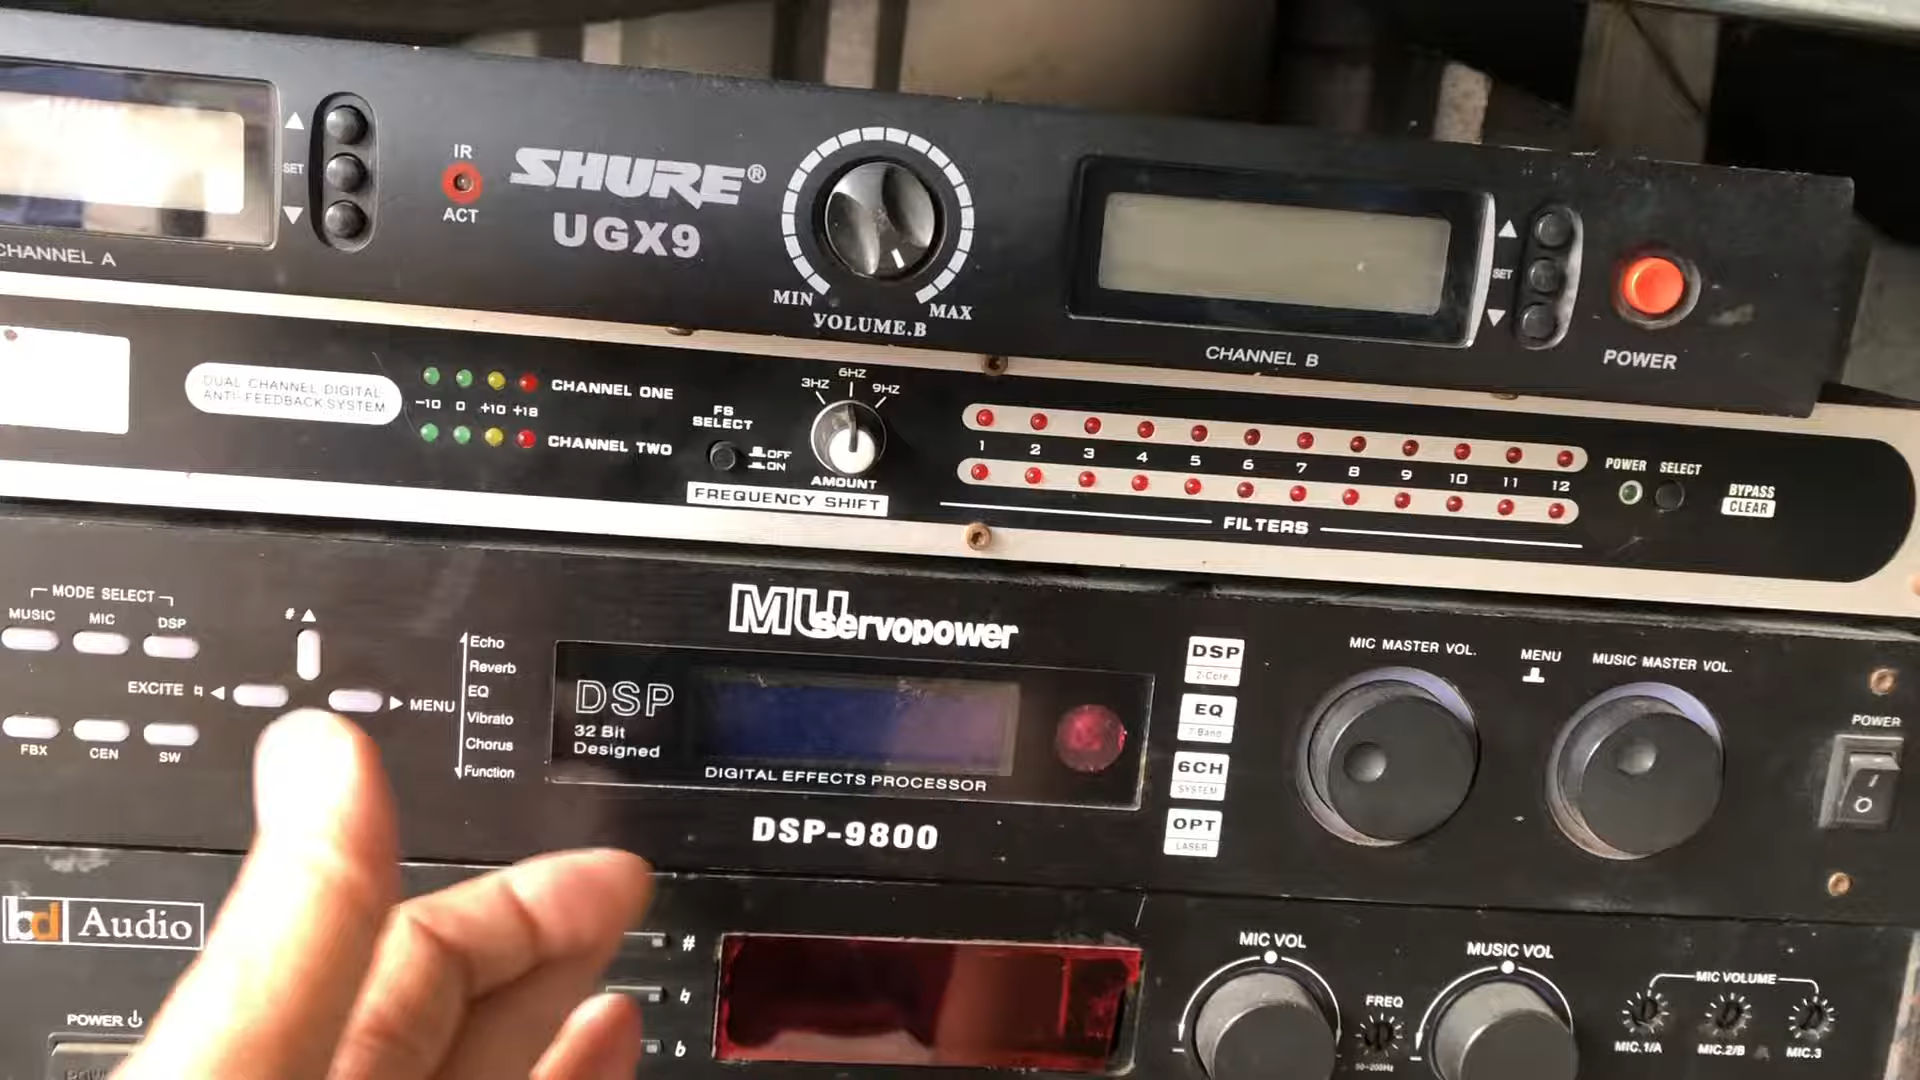 IR
SET
ACT
CHANNEL A
SHURE®
UGX9
MIN
MAX
VOLUME.B
CHANNEL B
SET
POWER
DUAL CHANNEL DIGITAL
ANTI-FEEDBACK SYSTEM
-10 0 +10 +18
CHANNEL ONE
CHANNEL TWO
FS
SELECT
OFF
ON
3HZ
6HZ
9HZ
AMOUNT
FREQUENCY SHIFT
1 2 3 4 5 6 7 8 9 10 11 12
FILTERS
POWER SELECT
BYPASS
CLEAR
MODE SELECT
MUSIC MIC DSP
# ▲
EXCITE ♮ ◀
▶ MENU
FBX CEN SW
Echo
Reverb
EQ
Vibrato
Chorus
Function
MU servopower
DSP
32 Bit
Designed
DIGITAL EFFECTS PROCESSOR
DSP-9800
DSP
2-Core
EQ
7-Band
6CH
SYSTEM
OPT
LASER
MIC MASTER VOL.
MENU
MUSIC MASTER VOL.
POWER
bd Audio
POWER
#
♮
b
MIC VOL
FREQ
MUSIC VOL
MIC VOLUME
MIC.1/A MIC.2/B MIC.3